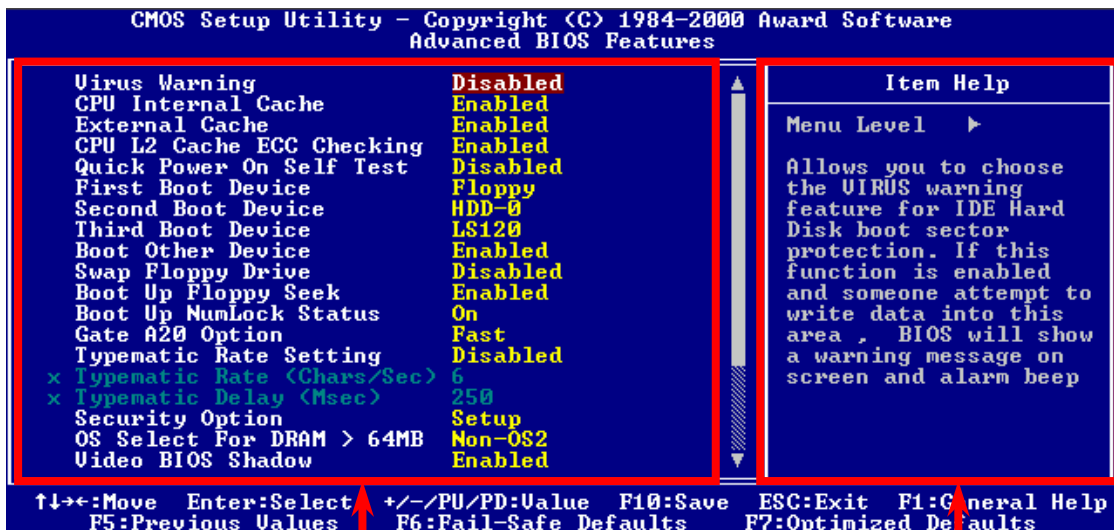 CMOS Setup Utility – Copyright (C) 1984–2000 Award Software
Advanced BIOS Features
Virus Warning Disabled
CPU Internal Cache Enabled
External Cache Enabled
CPU L2 Cache ECC Checking Enabled
Quick Power On Self Test Disabled
First Boot Device Floppy
Second Boot Device HDD-0
Third Boot Device LS120
Boot Other Device Enabled
Swap Floppy Drive Disabled
Boot Up Floppy Seek Enabled
Boot Up NumLock Status On
Gate A20 Option Fast
Typematic Rate Setting Disabled
x Typematic Rate (Chars/Sec) 6
x Typematic Delay (Msec) 250
Security Option Setup
OS Select For DRAM > 64MB Non-OS2
Video BIOS Shadow Enabled
Item Help
Menu Level ▶
Allows you to choose
the VIRUS warning
feature for IDE Hard
Disk boot sector
protection. If this
function is enabled
and someone attempt to
write data into this
area , BIOS will show
a warning message on
screen and alarm beep
↑↓→←:Move Enter:Select +/-/PU/PD:Value F10:Save ESC:Exit F1:General Help
F5:Previous Values F6:Fail-Safe Defaults F7:Optimized Defaults